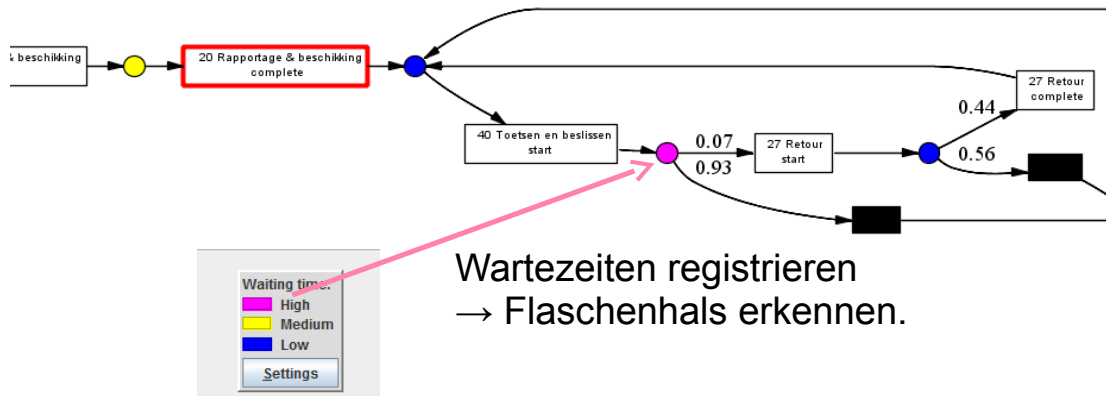 & beschikking
20 Rapportage & beschikking
complete
27 Retour
complete
0.44
40 Toetsen en beslissen
start
0.07
27 Retour
start
0.93
0.56
Waiting time:
High
Medium
Low
Settings
Wartezeiten registrieren
→ Flaschenhals erkennen.